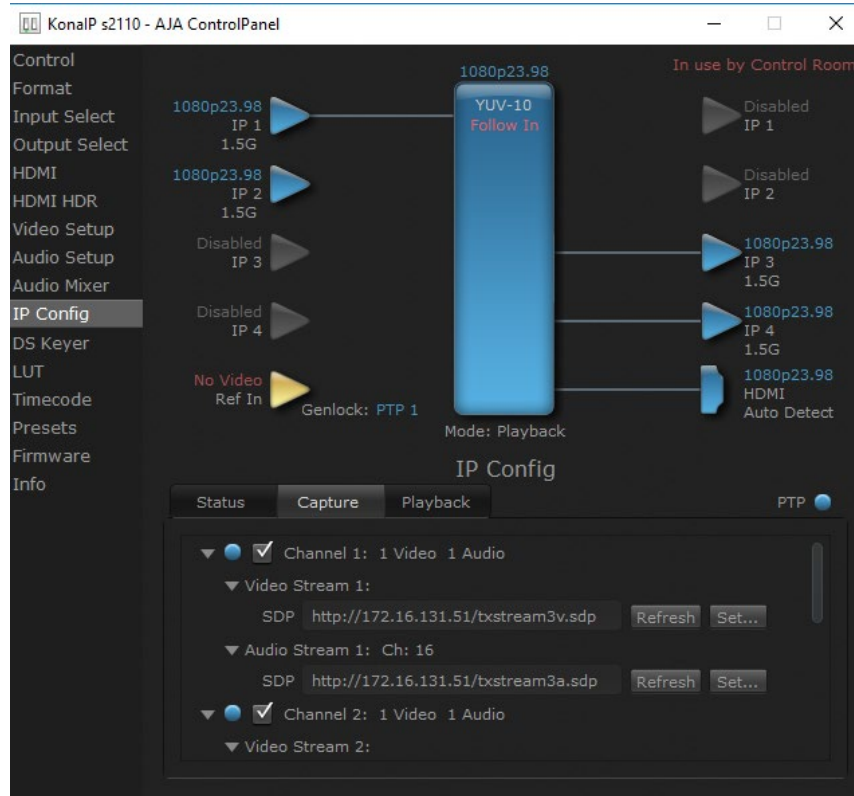 KonaIP s2110 - AJA ControlPanel
Control
Format
Input Select
Output Select
HDMI
HDMI HDR
Video Setup
Audio Setup
Audio Mixer
IP Config
DS Keyer
LUT
Timecode
Presets
Firmware
Info
1080p23.98
IP 1
1.5G
1080p23.98
IP 2
1.5G
Disabled
IP 3
Disabled
IP 4
No Video
Ref In
Genlock: PTP 1
1080p23.98
YUV-10
Follow In
Mode: Playback
In use by Control Room
Disabled
IP 1
Disabled
IP 2
1080p23.98
IP 3
1.5G
1080p23.98
IP 4
1.5G
1080p23.98
HDMI
Auto Detect
IP Config
Status Capture Playback PTP
Channel 1: 1 Video 1 Audio
Video Stream 1:
SDP http://172.16.131.51/txstream3v.sdp Refresh Set...
Audio Stream 1: Ch: 16
SDP http://172.16.131.51/txstream3a.sdp Refresh Set...
Channel 2: 1 Video 1 Audio
Video Stream 2: